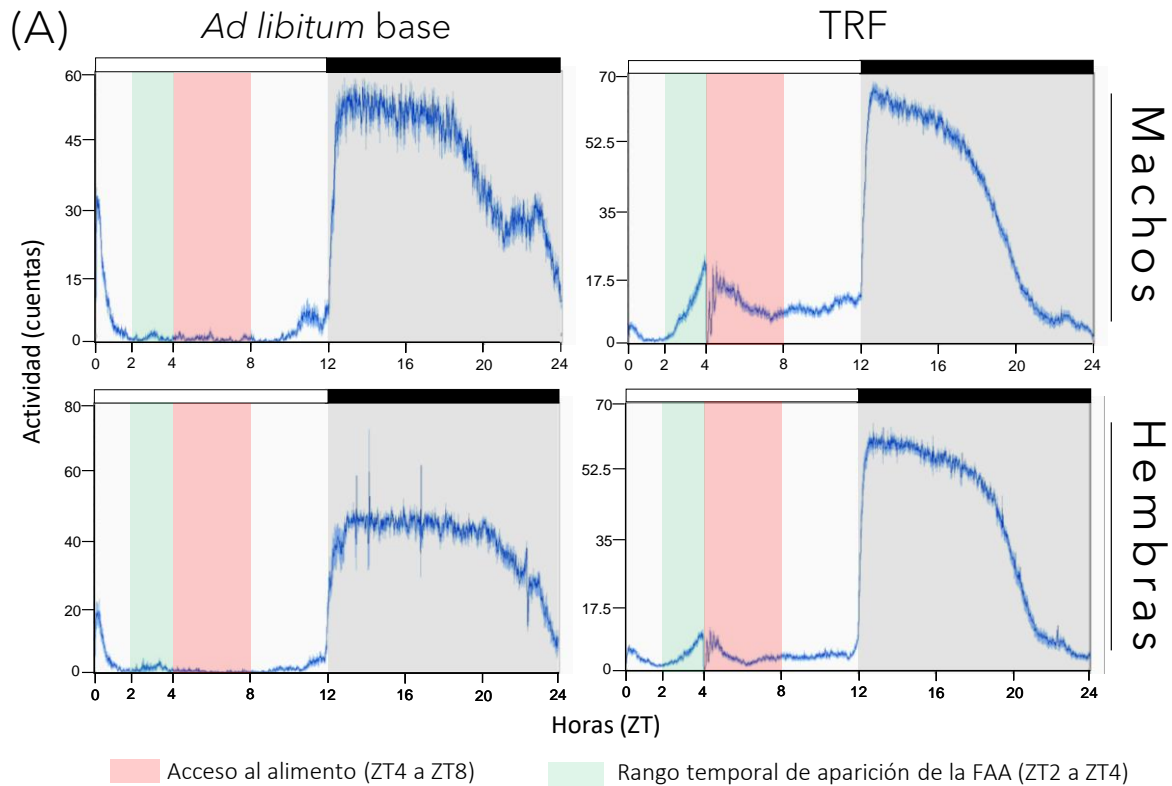 (A)
Ad libitum base
TRF
Actividad (cuentas)
60
45
30
15
0
0 2 4 8 12 20 24
70
52.5
35
17.5
0
0 2 4 8 12 16 20 24
Machos
80
60
40
20
0
0 2 4 8 12 16 20 24
70
52.5
35
17.5
0
0 2 4 8 12 16 20 24
Hembras
Horas (ZT)
Acceso al alimento (ZT4 a ZT8)
Rango temporal de aparición de la FAA (ZT2 a ZT4)